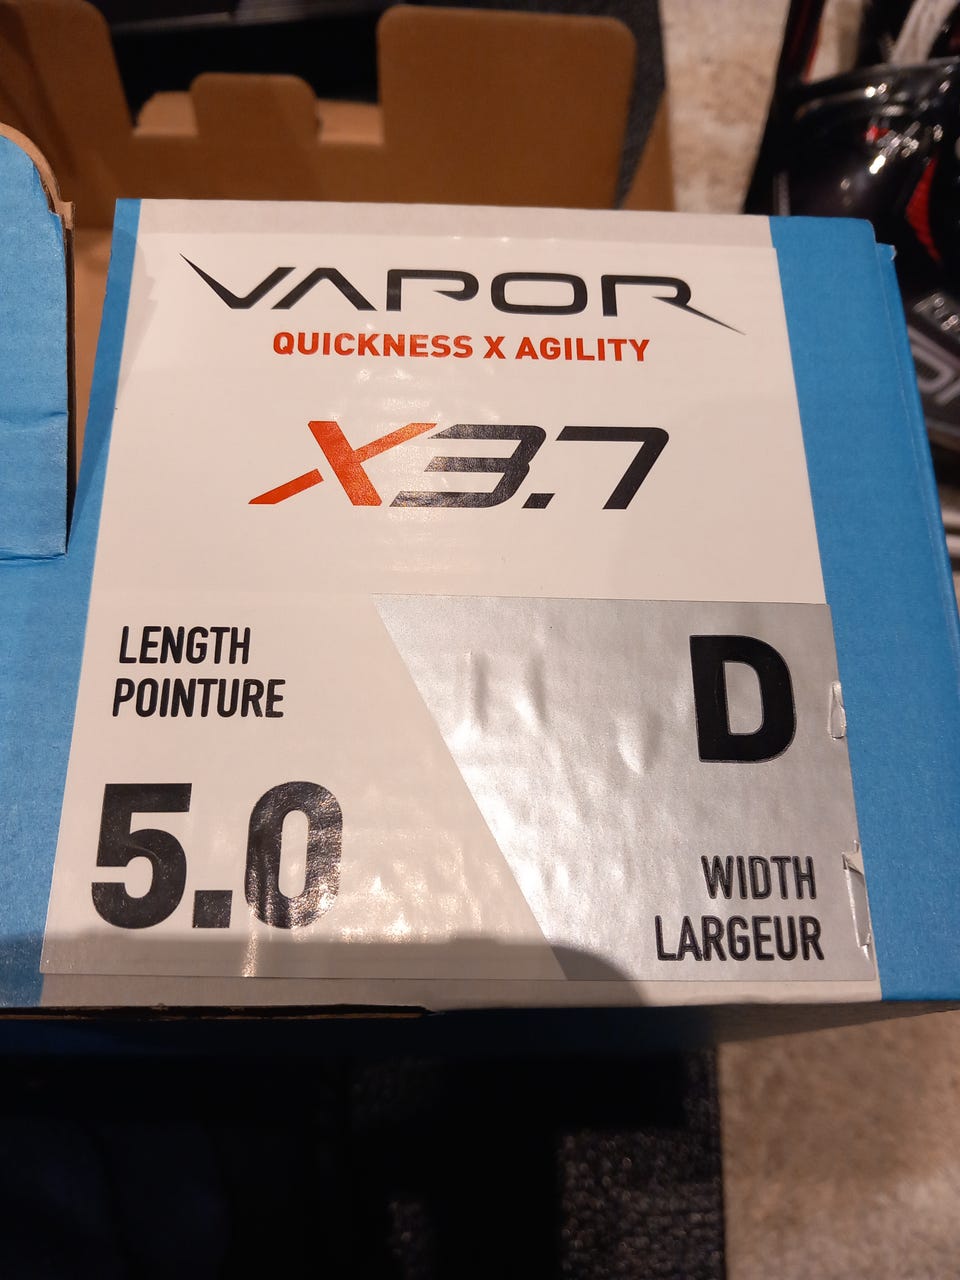 VAPOR
QUICKNESS X AGILITY
X3.7
LENGTH
POINTURE
5.0
D
WIDTH
LARGEUR